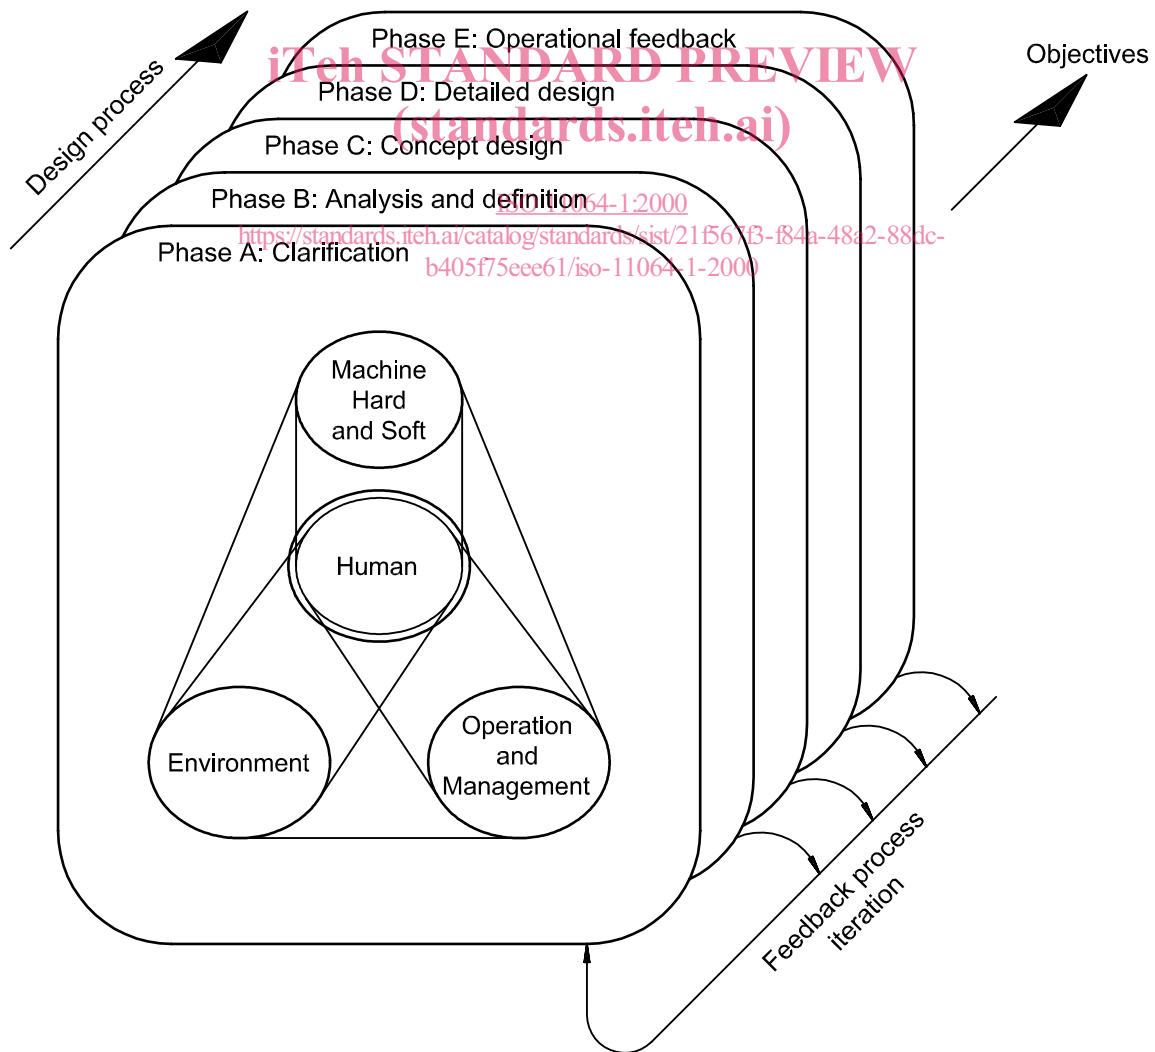 Phase E: Operational feedback
iTeh STANDARD PREVIEW
Objectives
Design process
Phase D: Detailed design
(standards.iteh.ai)
Phase C: Concept design
Phase B: Analysis and definition
ISO 11064-1:2000
https://standards.iteh.ai/catalog/standards/sist/21f567f3-f84a-48a2-88dc-
Phase A: Clarification
b405f75eee61/iso-11064-1-2000
Machine
Hard
and Soft
Human
Environment
Operation
and
Management
Feedback process
iteration